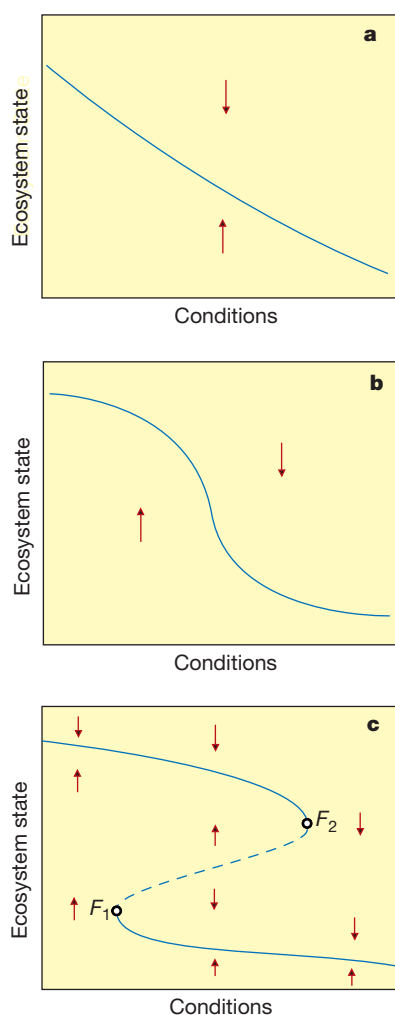 a
Ecosystem state
Conditions
b
Ecosystem state
Conditions
c
F2
F1
Ecosystem state
Conditions